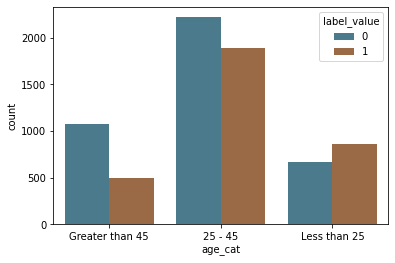 label_value
0
1
2000
1500
1000
500
0
count
Greater than 45
25 - 45
Less than 25
age_cat